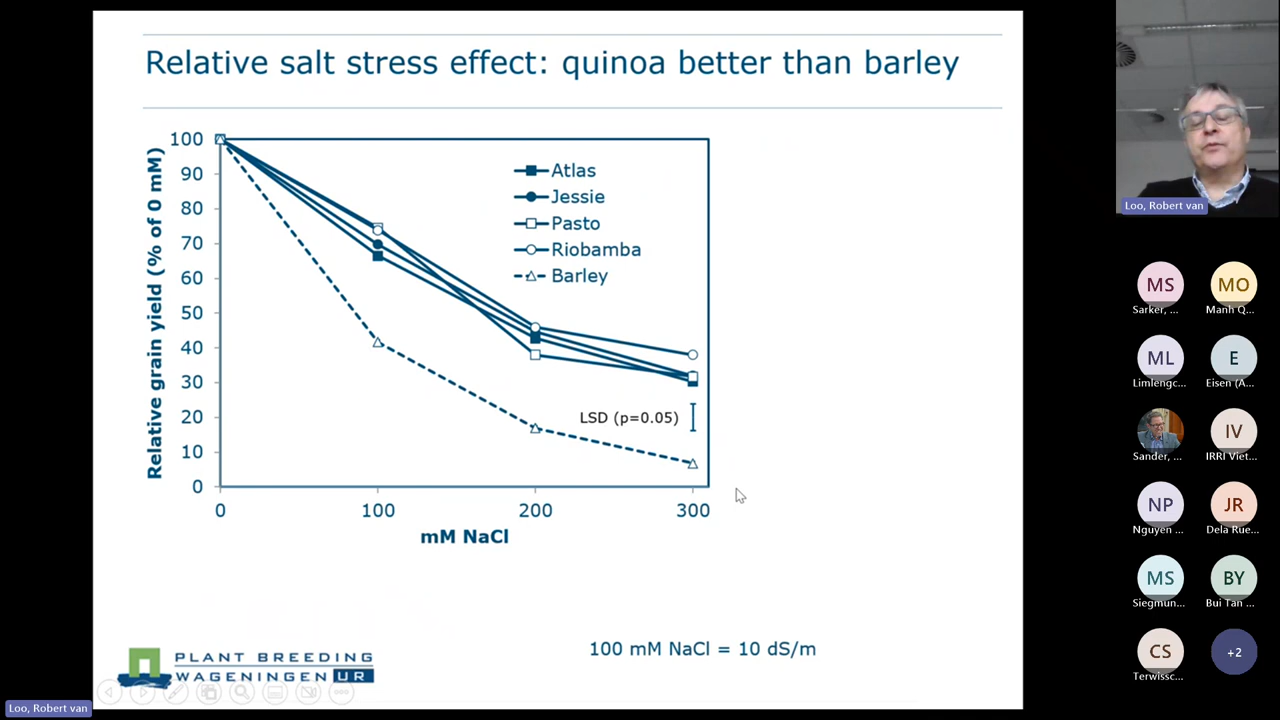 Relative salt stress effect: quinoa better than barley
Relative grain yield (% of 0 mM)
100
90
80
70
60
50
40
30
20
10
0
Atlas
Jessie
Pasto
Riobamba
Barley
LSD (p=0.05)
0 100 200 300
mM NaCl
100 mM NaCl = 10 dS/m
PLANT BREEDING
WAGENINGEN UR
Loo, Robert van
Loo, Robert van
MS MO
Sarker, ... Manh Q...
ML E
Limlengc... Eisen (A...
IV
Sander, ... IRRI Viet...
NP JR
Nguyen ... Dela Rue...
MS BY
Siegmun... Bui Tan ...
CS +2
Terwissc...